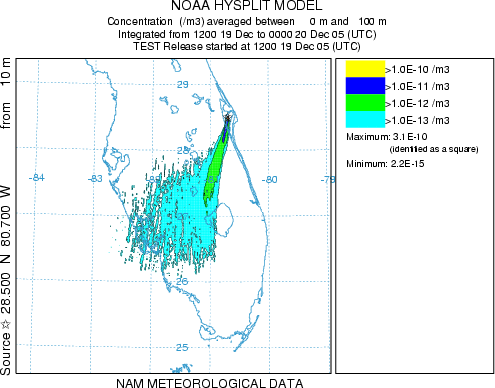 NOAA HYSPLIT MODEL
Concentration (/m3) averaged between 0 m and 100 m
Integrated from 1200 19 Dec to 0000 20 Dec 05 (UTC)
TEST Release started at 1200 19 Dec 05 (UTC)
Source ☆ 28.500 N 80.700 W from 10 m
>1.0E-10 /m3
>1.0E-11 /m3
>1.0E-12 /m3
>1.0E-13 /m3
Maximum: 3.1E-10
(identified as a square)
Minimum: 2.2E-15
29
28
-84
-83
-80
-79
26
25
NAM METEOROLOGICAL DATA